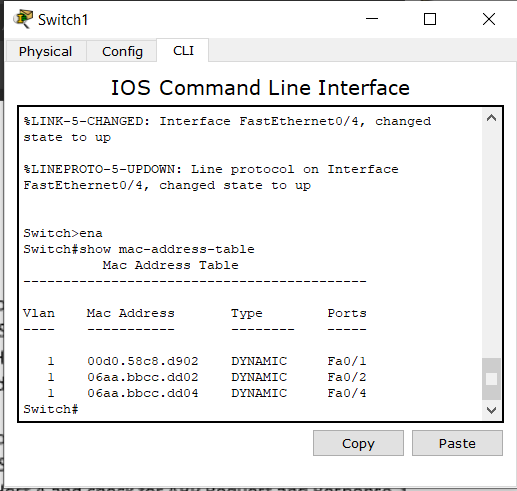 Switch1
Physical Config CLI
IOS Command Line Interface
%LINK-5-CHANGED: Interface FastEthernet0/4, changed
state to up
%LINEPROTO-5-UPDOWN: Line protocol on Interface
FastEthernet0/4, changed state to up
Switch>ena
Switch#show mac-address-table
Mac Address Table
-------------------------------------------
Vlan Mac Address Type Ports
---- ----------- -------- -----
1 00d0.58c8.d902 DYNAMIC Fa0/1
1 06aa.bbcc.dd02 DYNAMIC Fa0/2
1 06aa.bbcc.dd04 DYNAMIC Fa0/4
Switch#
Copy Paste